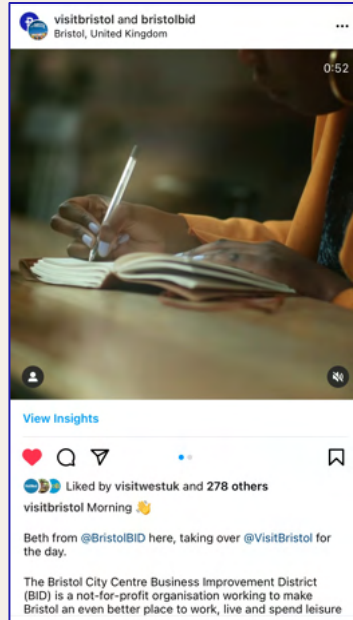 visitbristol and bristolbid
Bristol, United Kingdom
0:52
View Insights
Liked by visitwestuk and 278 others
visitbristol Morning 👋
Beth from @BristolBID here, taking over @VisitBristol for
the day.
The Bristol City Centre Business Improvement District
(BID) is a not-for-profit organisation working to make
Bristol an even better place to work, live and spend leisure